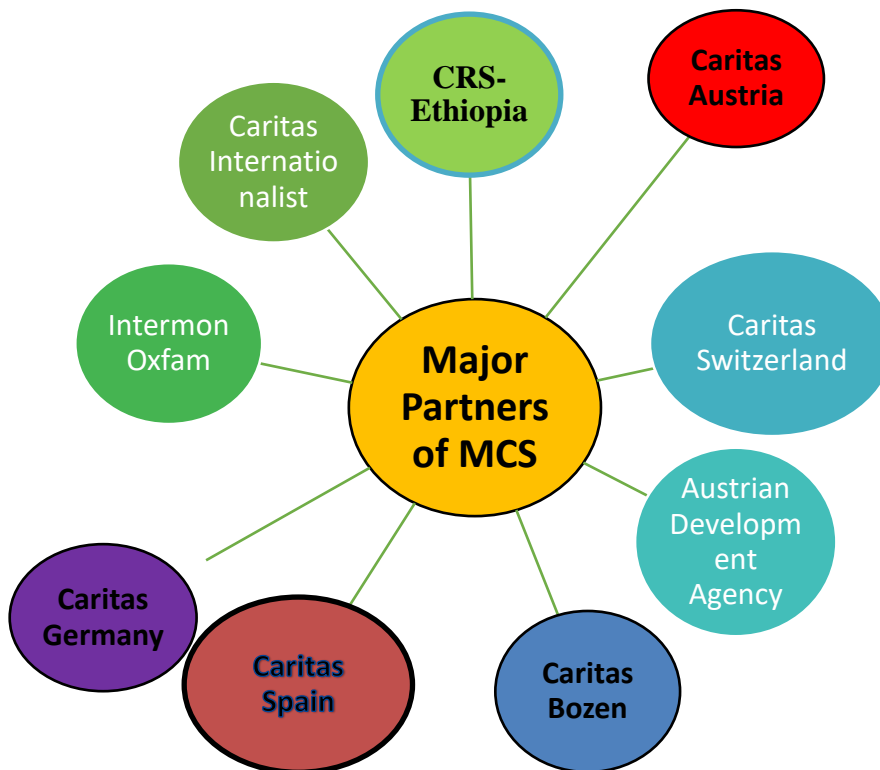 CRS-
Ethiopia
Caritas
Austria
Caritas
Internatio
nalist
Intermon
Oxfam
Caritas
Switzerland
Major
Partners
of MCS
Austrian
Developm
ent
Agency
Caritas
Germany
Caritas
Spain
Caritas
Bozen